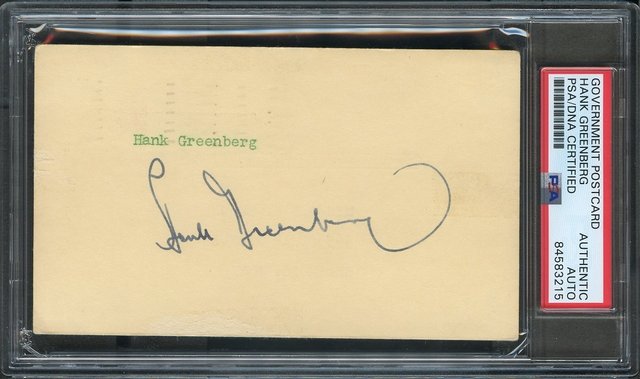 Hank Greenberg
Hank Greenberg
GOVERNMENT POSTCARD
HANK GREENBERG
PSA/DNA CERTIFIED
PSA
AUTHENTIC
AUTO
84583215